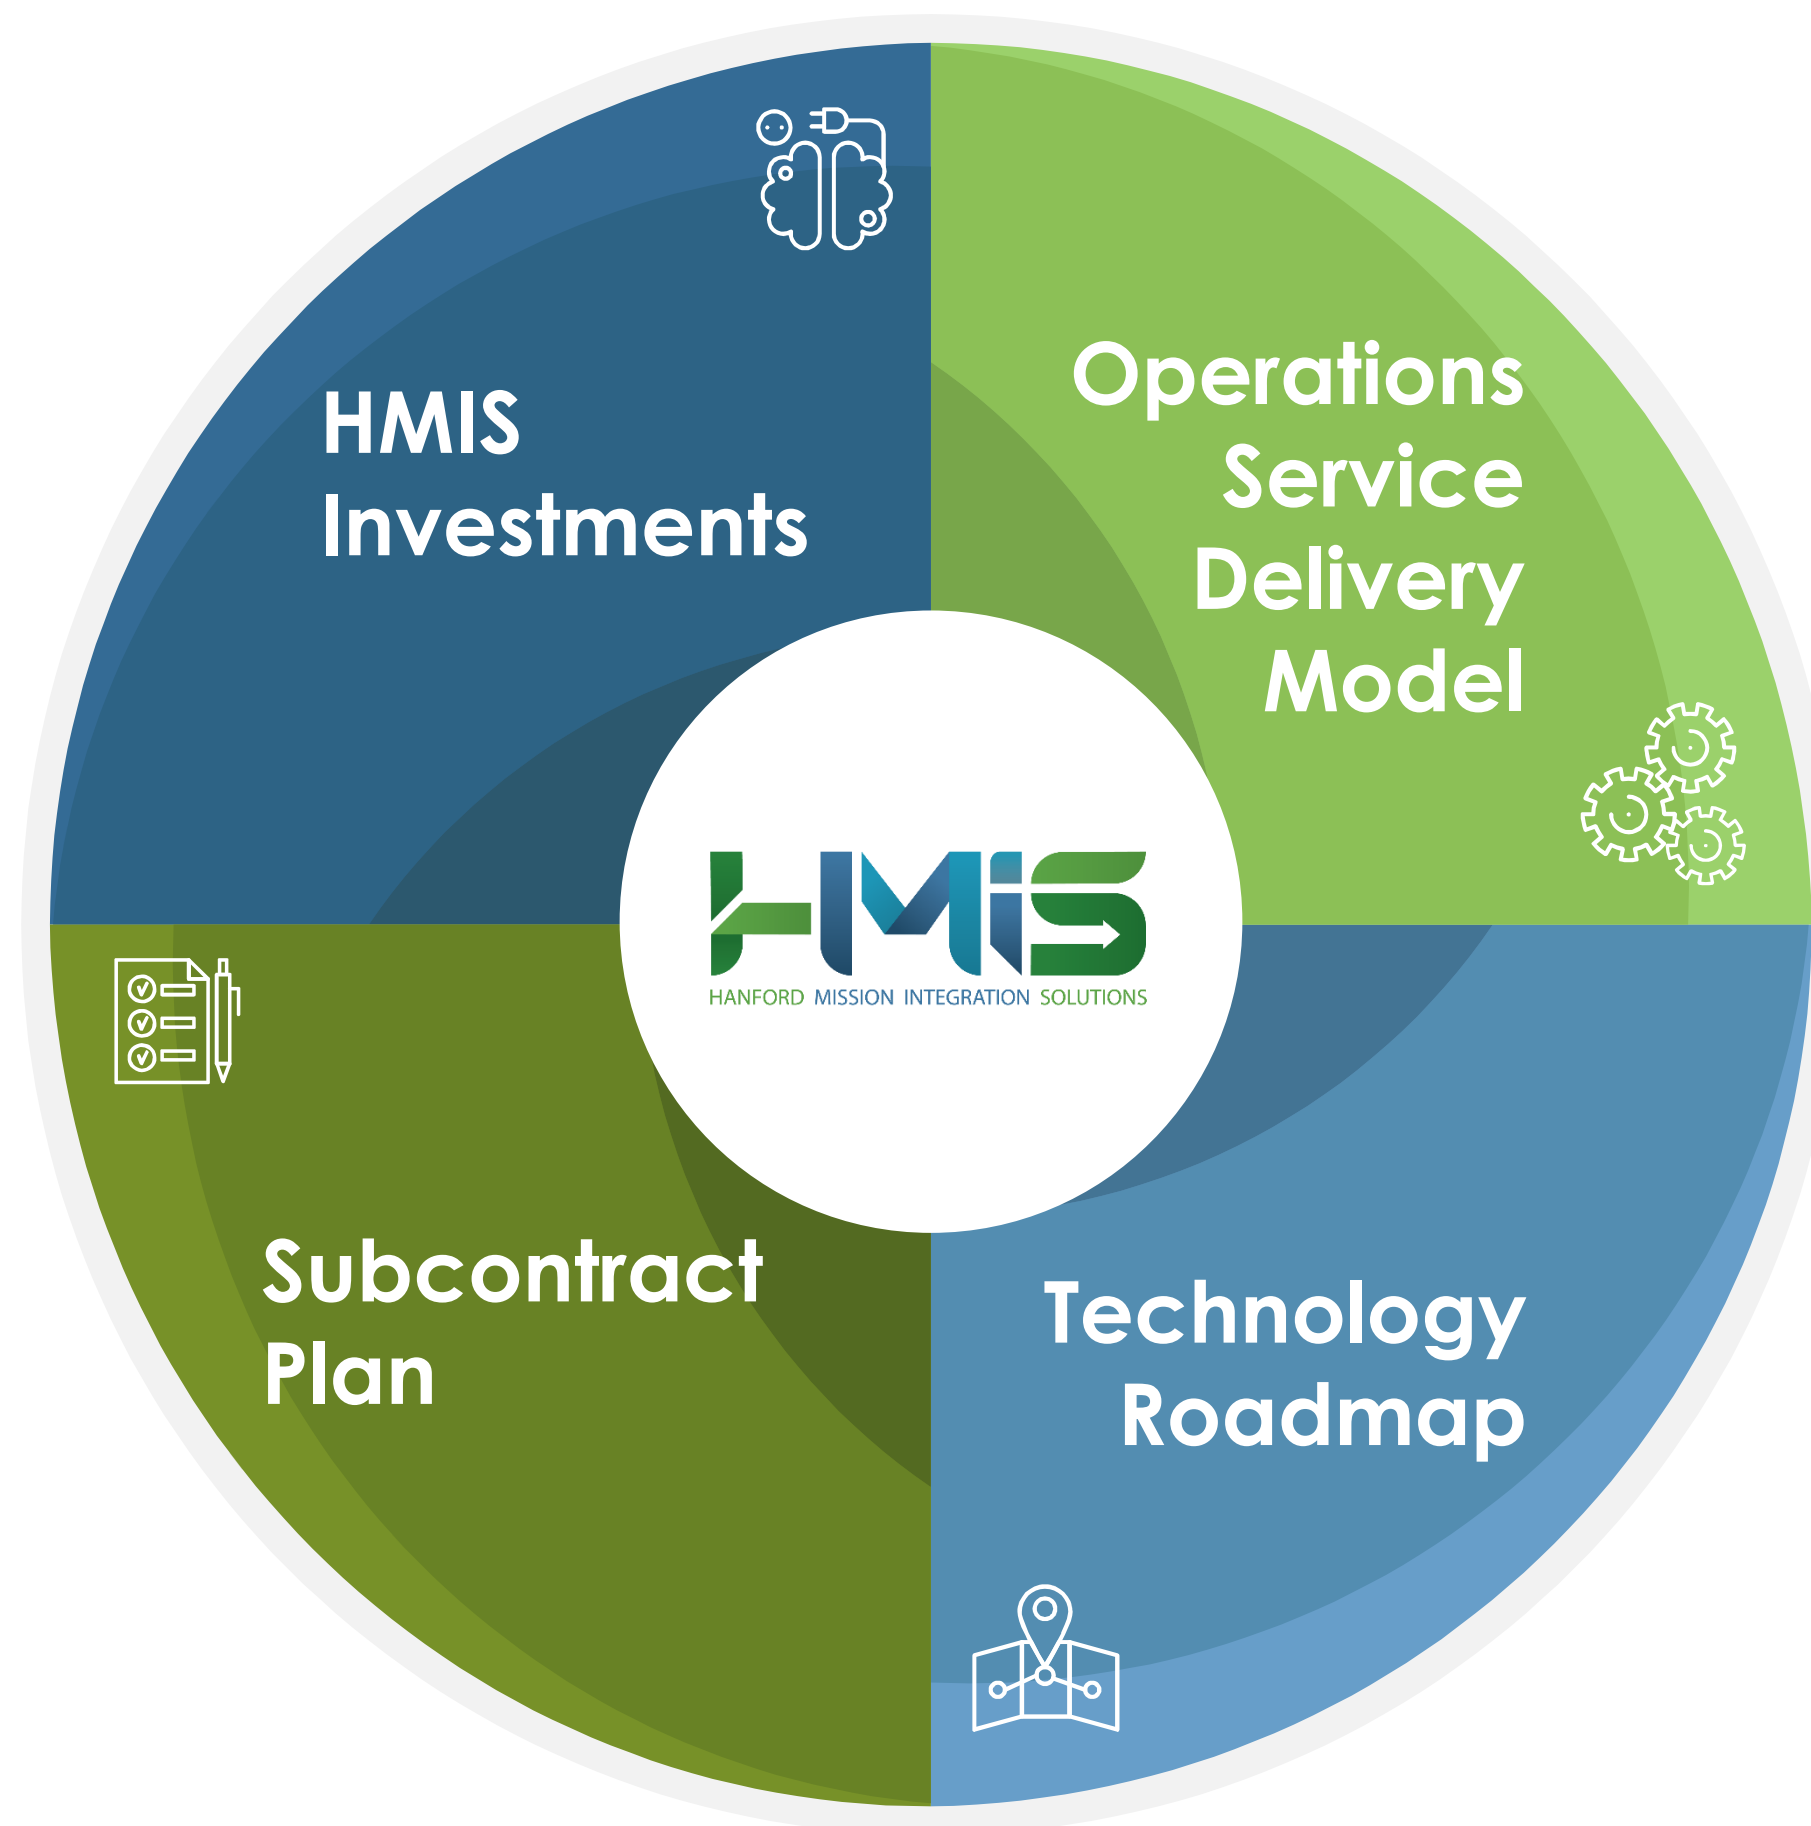 HMIS
Investments
Operations
Service
Delivery
Model
HMIS
HANFORD MISSION INTEGRATION SOLUTIONS
Subcontract
Plan
Technology
Roadmap